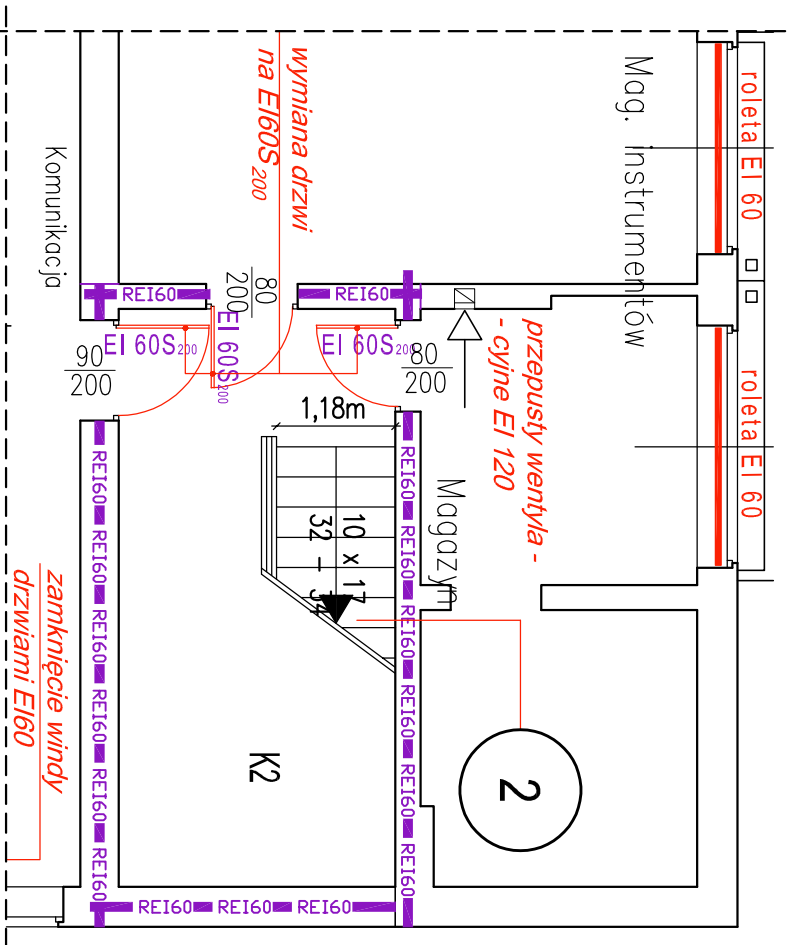 roleta EI 60
roleta EI 60
Mag. instrumentów
wymiana drzwi
na EI60S200
przepusty wentyla -
- cyjne EI 120
Komunikacja
REI60
REI60
80
200
EI 60S200
EI 60S200
EI 60S200
90
200
80
200
1,18m
10 x 17
32 – 34
Magazyn
REI60
REI60
REI60
REI60
REI60
REI60
REI60
REI60
REI60
REI60
REI60
REI60
K2
2
zamknięcie windy
drzwiami EI60
REI60
REI60
REI60